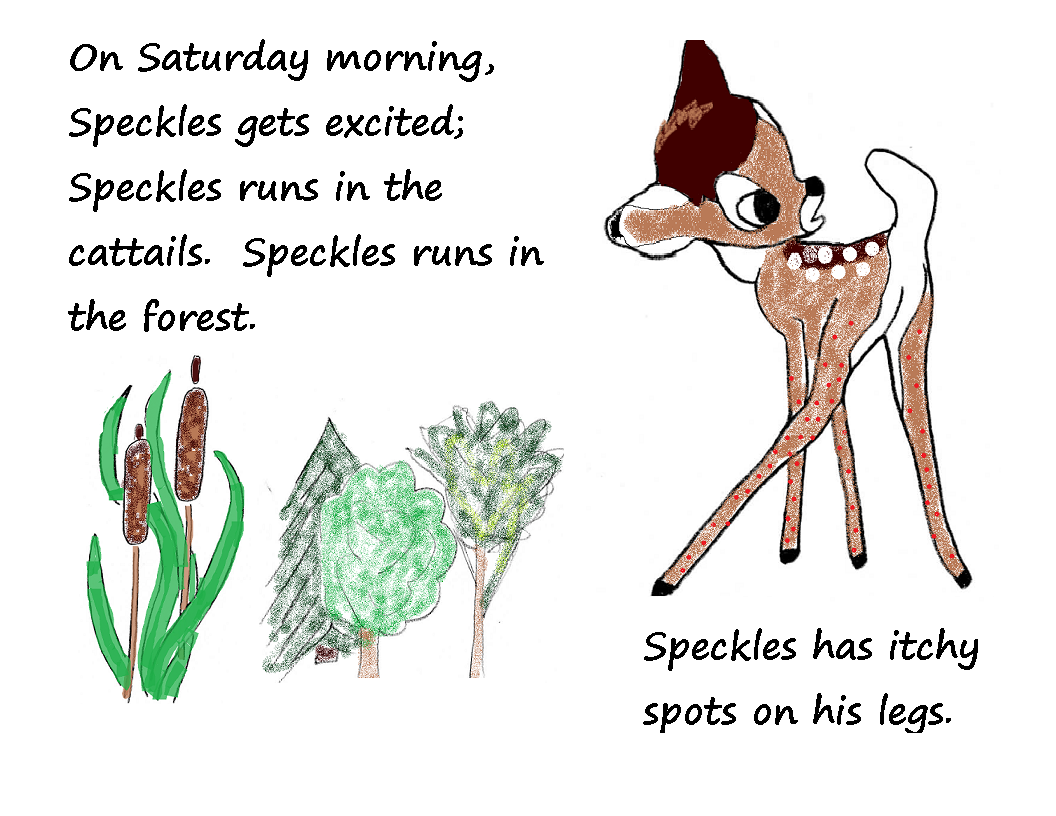 On Saturday morning,
Speckles gets excited;
Speckles runs in the
cattails.  Speckles runs in
the forest.
Speckles has itchy
spots on his legs.